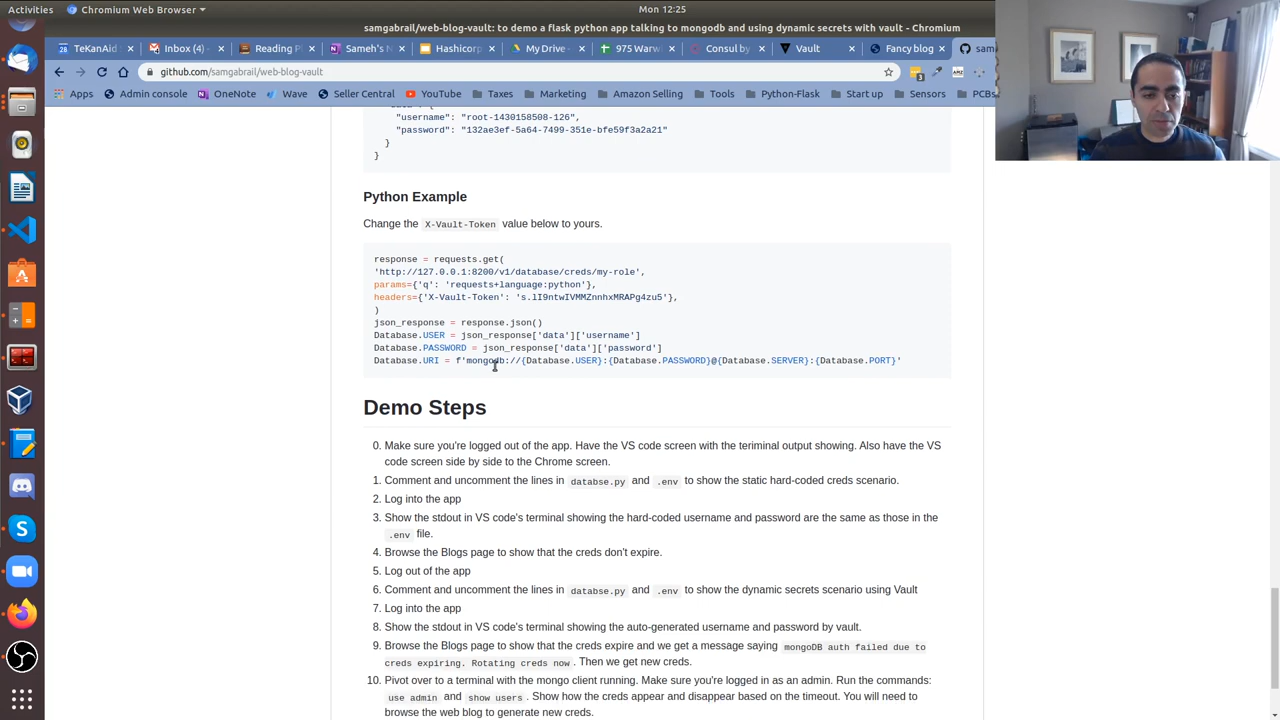 Activities
Chromium Web Browser
Mon 12:25
samgabrail/web-blog-vault: to demo a flask python app talking to mongodb and using dynamic secrets with vault - Chromium
TeKanAid S
Inbox (4) -
Reading Pl
Sameh's N
Hashicorp
My Drive -
975 Warwi
Consul by
Vault
Fancy blog
sam
github.com/samgabrail/web-blog-vault
Apps
Admin console
OneNote
Wave
Seller Central
YouTube
Taxes
Marketing
Amazon Selling
Tools
Python-Flask
Start up
Sensors
PCBs
"username": "root-1430158508-126",
"password": "132ae3ef-5a64-7499-351e-bfe59f3a2a21"
}
}
Python Example
Change the X-Vault-Token value below to yours.
response = requests.get(
'http://127.0.0.1:8200/v1/database/creds/my-role',
params={'q': 'requests+language:python'},
headers={'X-Vault-Token': 's.lI9ntwIVMMZnnhxMRAPg4zu5'},
)
json_response = response.json()
Database.USER = json_response['data']['username']
Database.PASSWORD = json_response['data']['password']
Database.URI = f'mongodb://{Database.USER}:{Database.PASSWORD}@{Database.SERVER}:{Database.PORT}'
Demo Steps
0. Make sure you're logged out of the app. Have the VS code screen with the teriminal output showing. Also have the VS
code screen side by side to the Chrome screen.
1. Comment and uncomment the lines in databse.py and .env to show the static hard-coded creds scenario.
2. Log into the app
3. Show the stdout in VS code's terminal showing the hard-coded username and password are the same as those in the
.env file.
4. Browse the Blogs page to show that the creds don't expire.
5. Log out of the app
6. Comment and uncomment the lines in databse.py and .env to show the dynamic secrets scenario using Vault
7. Log into the app
8. Show the stdout in VS code's terminal showing the auto-generated username and password by vault.
9. Browse the Blogs page to show that the creds expire and we get a message saying mongoDB auth failed due to
creds expiring. Rotating creds now . Then we get new creds.
10. Pivot over to a terminal with the mongo client running. Make sure you're logged in as an admin. Run the commands:
use admin and show users . Show how the creds appear and disappear based on the timeout. You will need to
browse the web blog to generate new creds.